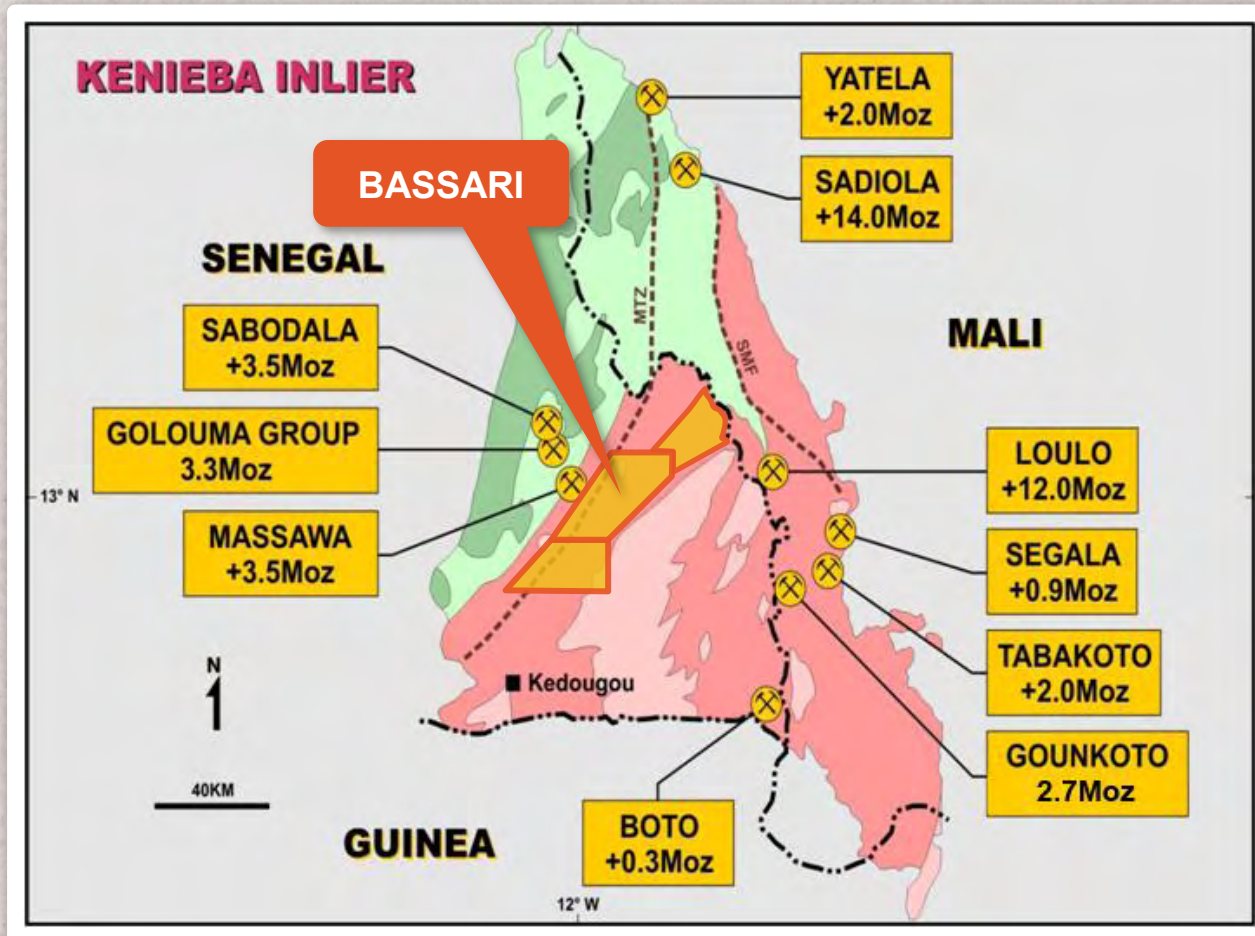 KENIEBA INLIER
YATELA
+2.0Moz
BASSARI
SADIOLA
+14.0Moz
SENEGAL
MTZ
MALI
SABODALA
+3.5Moz
SMF
GOLOUMA GROUP
3.3Moz
LOULO
+12.0Moz
13° N
MASSAWA
+3.5Moz
SEGALA
+0.9Moz
TABAKOTO
+2.0Moz
N
Kedougou
GOUNKOTO
2.7Moz
40KM
BOTO
+0.3Moz
GUINEA
12° W